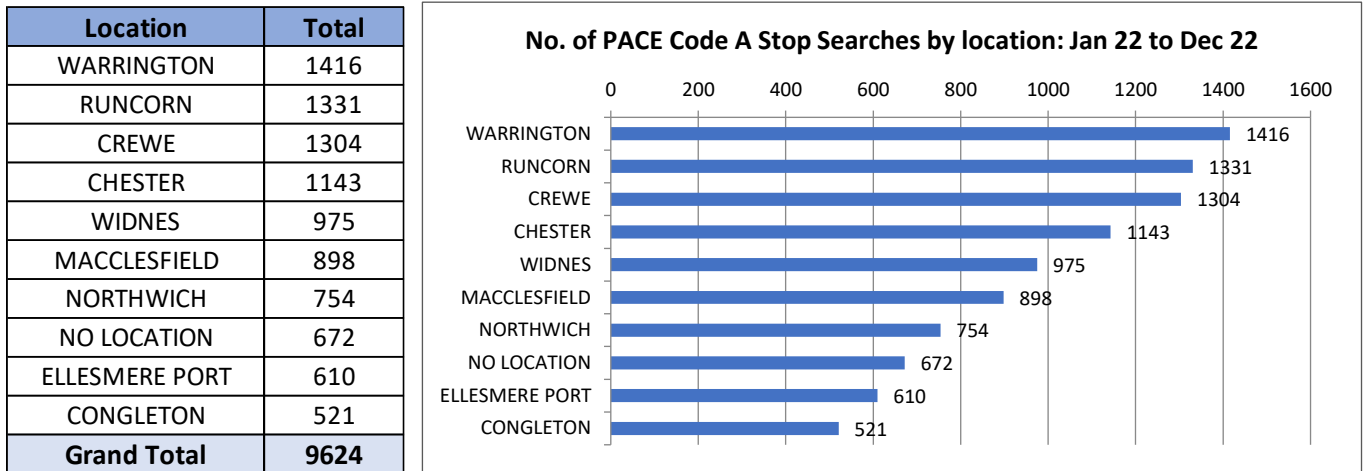 Location Total
WARRINGTON 1416
RUNCORN 1331
CREWE 1304
CHESTER 1143
WIDNES 975
MACCLESFIELD 898
NORTHWICH 754
NO LOCATION 672
ELLESMERE PORT 610
CONGLETON 521
Grand Total 9624
No. of PACE Code A Stop Searches by location: Jan 22 to Dec 22
0 200 400 600 800 1000 1200 1400 1600
WARRINGTON 1416
RUNCORN 1331
CREWE 1304
CHESTER 1143
WIDNES 975
MACCLESFIELD 898
NORTHWICH 754
NO LOCATION 672
ELLESMERE PORT 610
CONGLETON 521